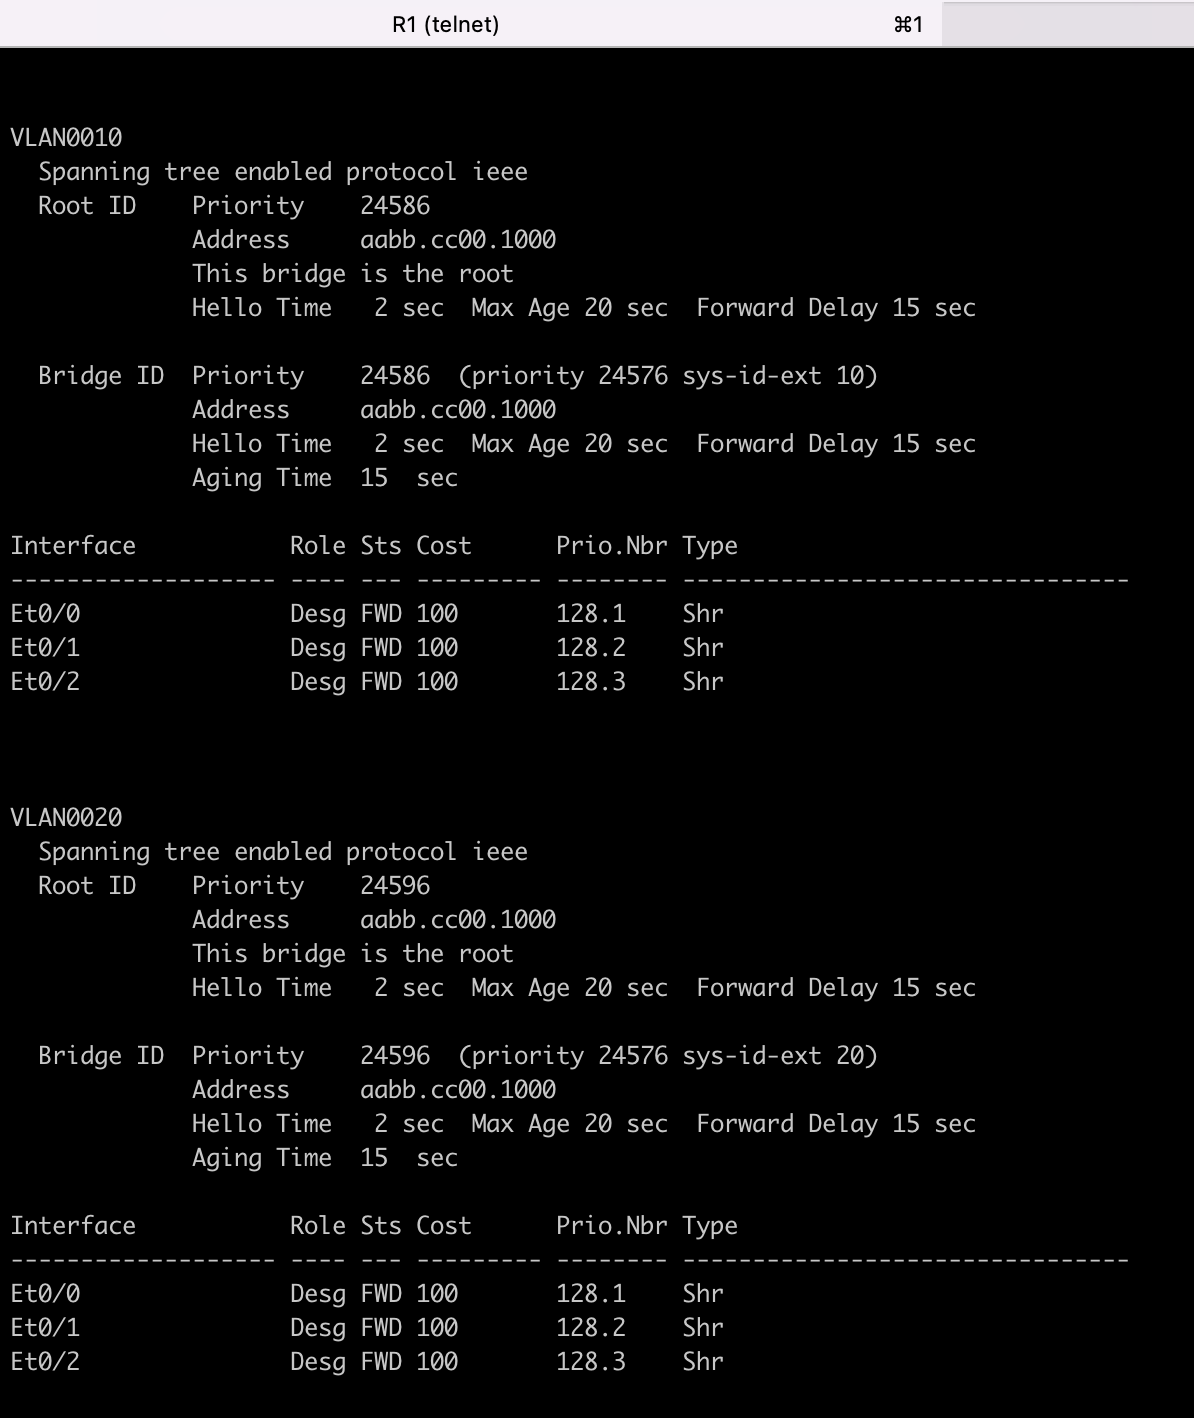 R1 (telnet) ⌘1
VLAN0010
  Spanning tree enabled protocol ieee
  Root ID    Priority    24586
             Address     aabb.cc00.1000
             This bridge is the root
             Hello Time   2 sec  Max Age 20 sec  Forward Delay 15 sec

  Bridge ID  Priority    24586  (priority 24576 sys-id-ext 10)
             Address     aabb.cc00.1000
             Hello Time   2 sec  Max Age 20 sec  Forward Delay 15 sec
             Aging Time  15  sec

Interface           Role Sts Cost      Prio.Nbr Type
------------------- ---- --- --------- -------- --------------------------------
Et0/0               Desg FWD 100       128.1    Shr
Et0/1               Desg FWD 100       128.2    Shr
Et0/2               Desg FWD 100       128.3    Shr

VLAN0020
  Spanning tree enabled protocol ieee
  Root ID    Priority    24596
             Address     aabb.cc00.1000
             This bridge is the root
             Hello Time   2 sec  Max Age 20 sec  Forward Delay 15 sec

  Bridge ID  Priority    24596  (priority 24576 sys-id-ext 20)
             Address     aabb.cc00.1000
             Hello Time   2 sec  Max Age 20 sec  Forward Delay 15 sec
             Aging Time  15  sec

Interface           Role Sts Cost      Prio.Nbr Type
------------------- ---- --- --------- -------- --------------------------------
Et0/0               Desg FWD 100       128.1    Shr
Et0/1               Desg FWD 100       128.2    Shr
Et0/2               Desg FWD 100       128.3    Shr